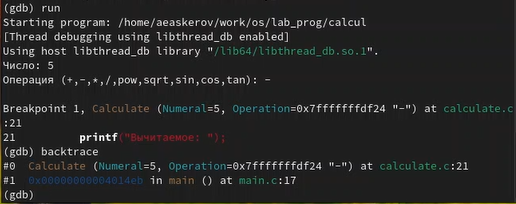 (gdb) run
Starting program: /home/aeaskerov/work/os/lab_prog/calcul
[Thread debugging using libthread_db enabled]
Using host libthread_db library "/lib64/libthread_db.so.1".
Число: 5
Операция (+,-,*,/,pow,sqrt,sin,cos,tan): -
Breakpoint 1, Calculate (Numeral=5, Operation=0x7fffffffdf24 "-") at calculate.c
:21
21 printf("Вычитаемое: ");
(gdb) backtrace
#0 Calculate (Numeral=5, Operation=0x7fffffffdf24 "-") at calculate.c:21
#1 0x00000000004014eb in main () at main.c:17
(gdb)